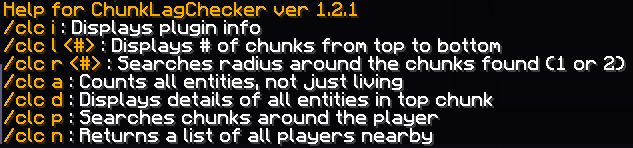 Help for ChunkLagChecker ver 1.2.1
/clc i : Displays plugin info
/clc l <#> : Displays # of chunks from top to bottom
/clc r <#> : Searches radius around the chunks found (1 or 2)
/clc a : Counts all entities, not just living
/clc d : Displays details of all entities in top chunk
/clc p : Searches chunks around the player
/clc n : Returns a list of all players nearby